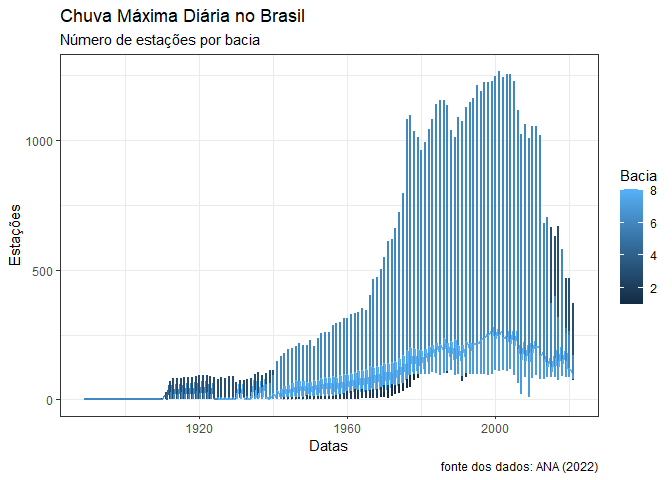 Chuva Máxima Diária no Brasil
Número de estações por bacia
1000
500
0
Estações
1920
1960
2000
Datas
Bacia
8
6
4
2
fonte dos dados: ANA (2022)